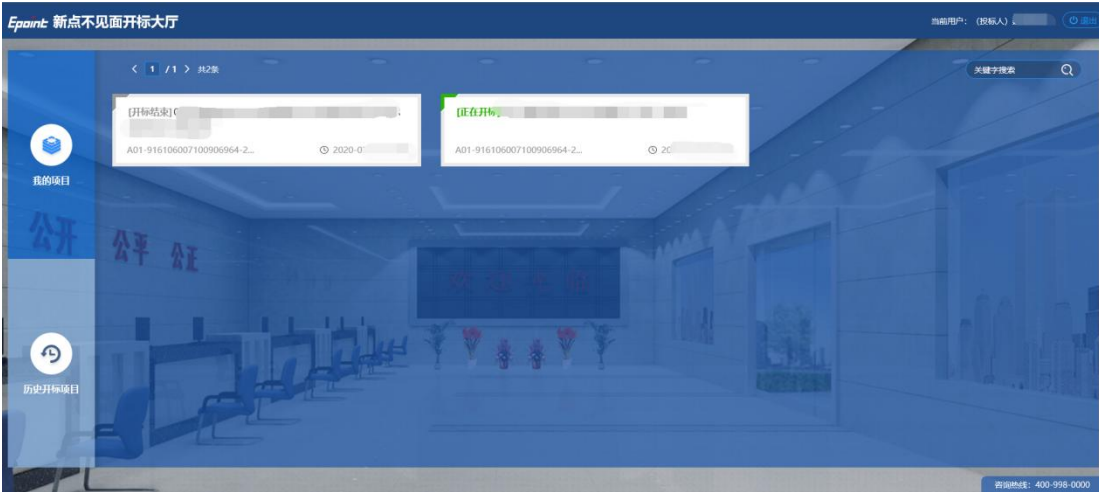 Epoint 新点不见面开标大厅
当前用户： （投标人）
退出
< 1 / 1 > 共2条
关键字搜索
[开标结束]
A01-916106007100906964-2...
2020-0
[正在开标]
A01-916106007100906964-2...
20
我的项目
公开 公平 公正
历史开标项目
咨询热线： 400-998-0000